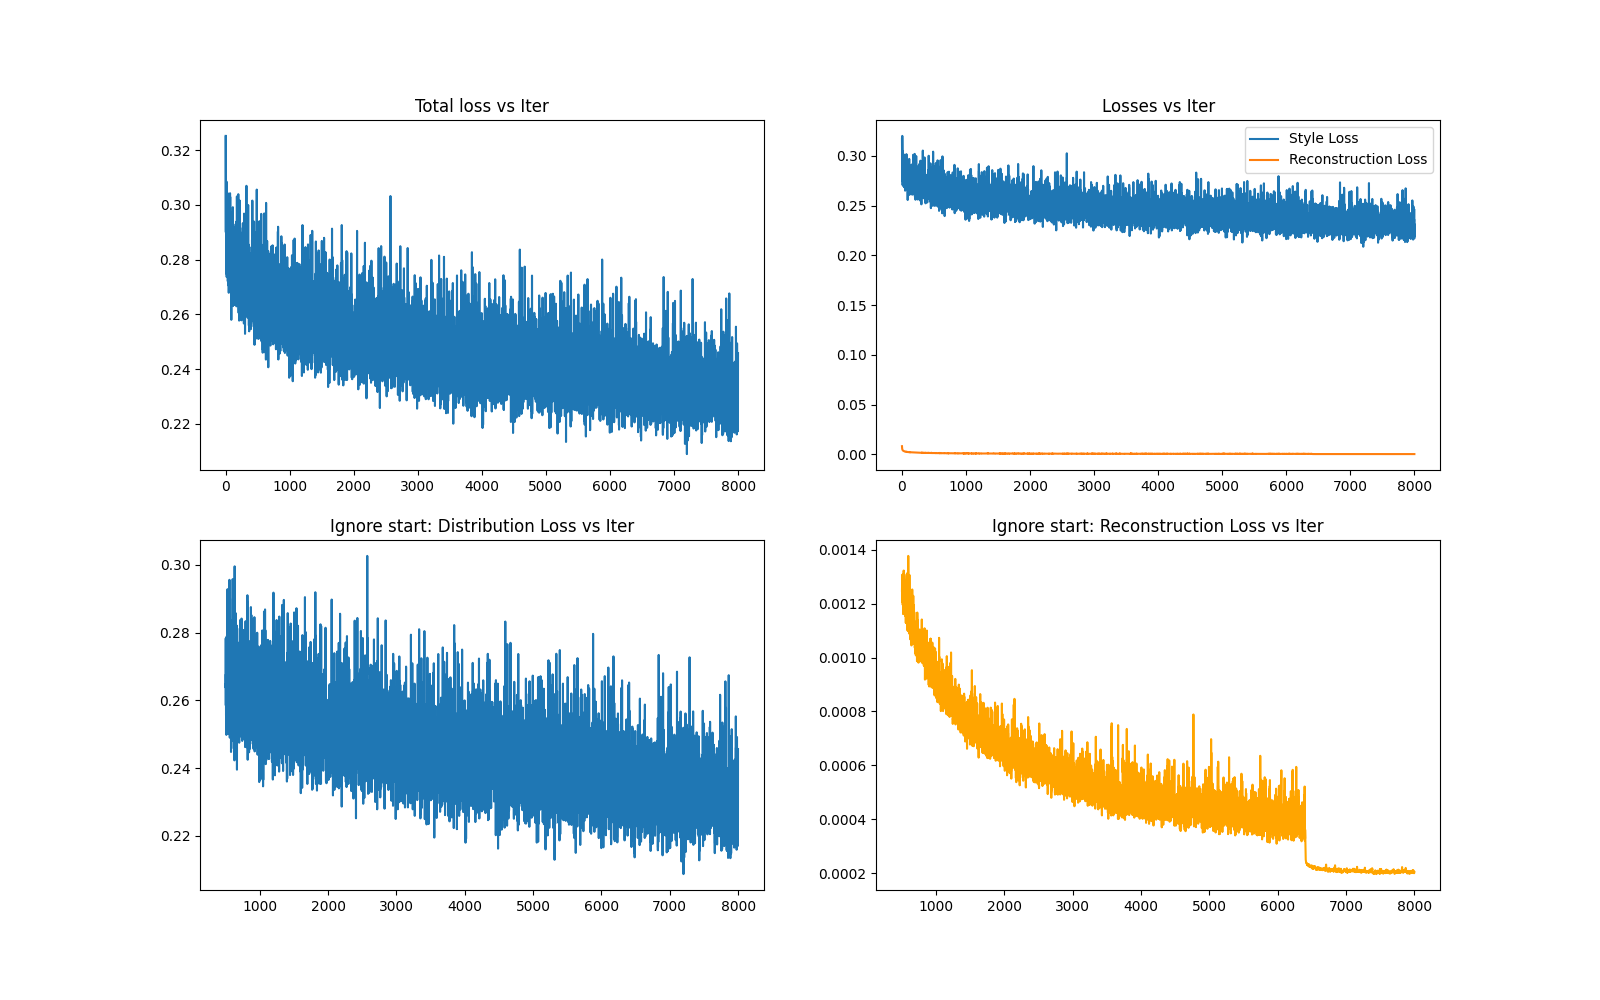 Total loss vs Iter
0.32
0.30
0.28
0.26
0.24
0.22
0 1000 2000 3000 4000 5000 6000 7000 8000
Losses vs Iter
Style Loss
Reconstruction Loss
0.30
0.25
0.20
0.15
0.10
0.05
0.00
0 1000 2000 3000 4000 5000 6000 7000 8000
Ignore start: Distribution Loss vs Iter
0.30
0.28
0.26
0.24
0.22
1000 2000 3000 4000 5000 6000 7000 8000
Ignore start: Reconstruction Loss vs Iter
0.0014
0.0012
0.0010
0.0008
0.0006
0.0004
0.0002
1000 2000 3000 4000 5000 6000 7000 8000